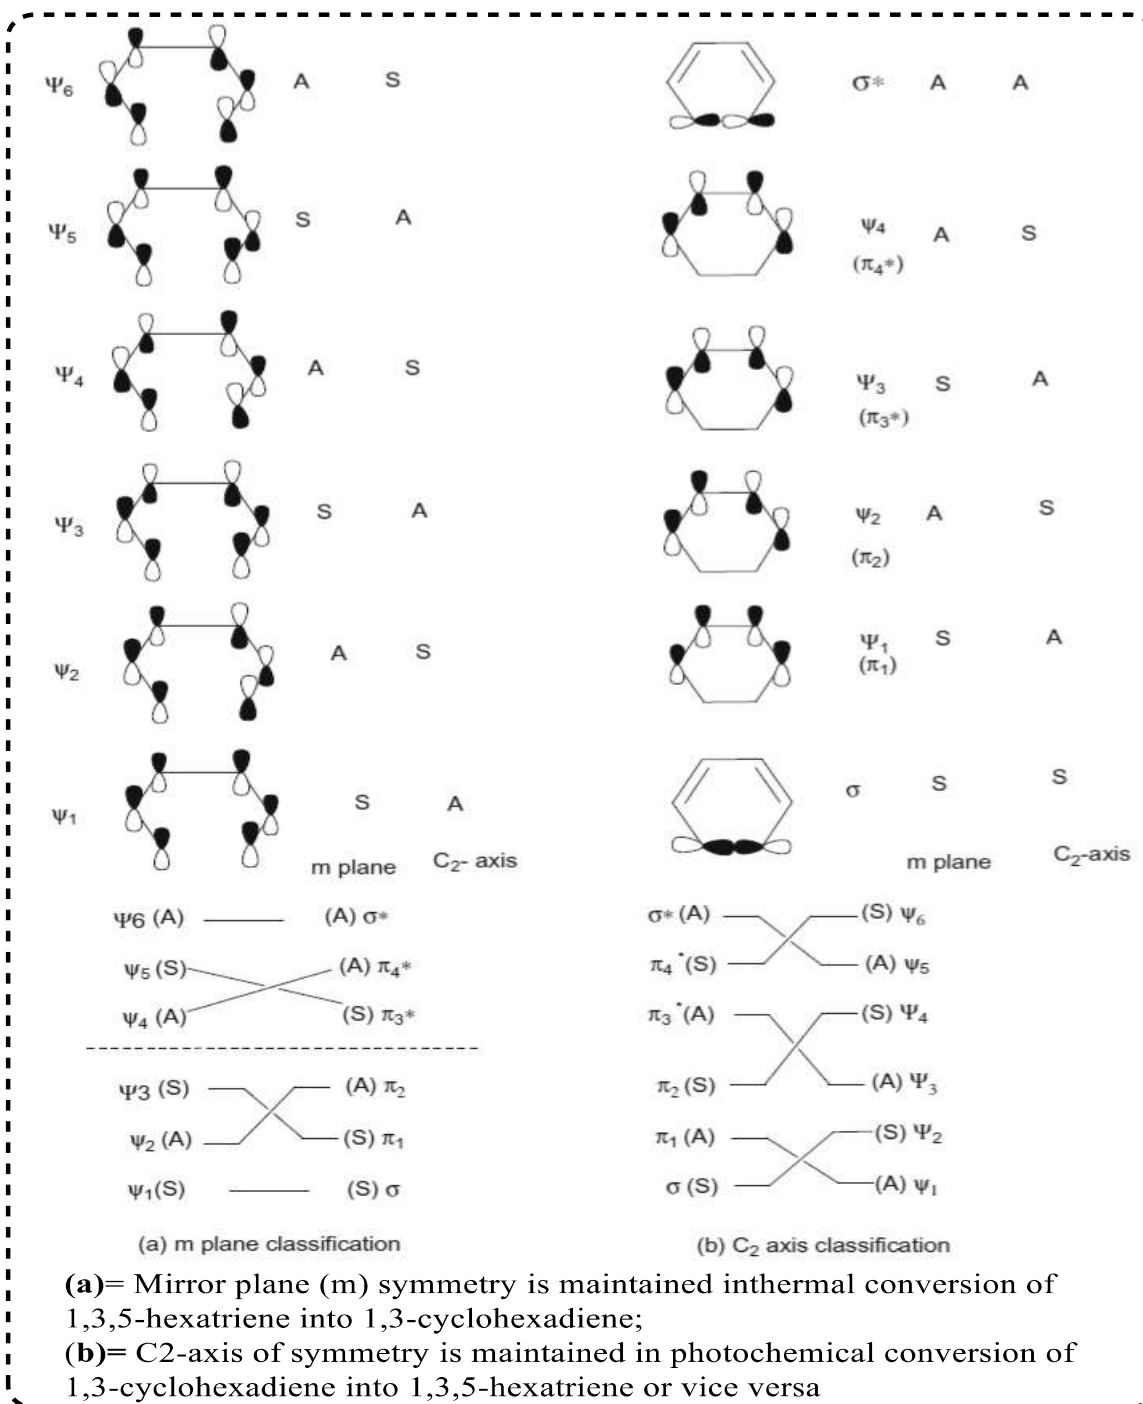 Ψ6 A S
Ψ5 S A
Ψ4 A S
Ψ3 S A
ψ2 A S
ψ1 S A
m plane C2- axis
σ* A A
ψ4 A S
(π4*)
Ψ3 S A
(π3*)
ψ2 A S
(π2)
Ψ1 S A
(π1)
σ S S
m plane C2-axis
Ψ6 (A) (A) σ*
ψ5 (S) (A) π4*
ψ4 (A) (S) π3*
Ψ3 (S) (A) π2
ψ2 (A) (S) π1
ψ1(S) (S) σ
(a) m plane classification
σ* (A) (S) ψ6
π4*(S) (A) ψ5
π3*(A) (S) Ψ4
π2 (S) (A) Ψ3
π1 (A) (S) Ψ2
σ (S) (A) ψ1
(b) C2 axis classification
(a)= Mirror plane (m) symmetry is maintained inthermal conversion of
1,3,5-hexatriene into 1,3-cyclohexadiene;
(b)= C2-axis of symmetry is maintained in photochemical conversion of
1,3-cyclohexadiene into 1,3,5-hexatriene or vice versa